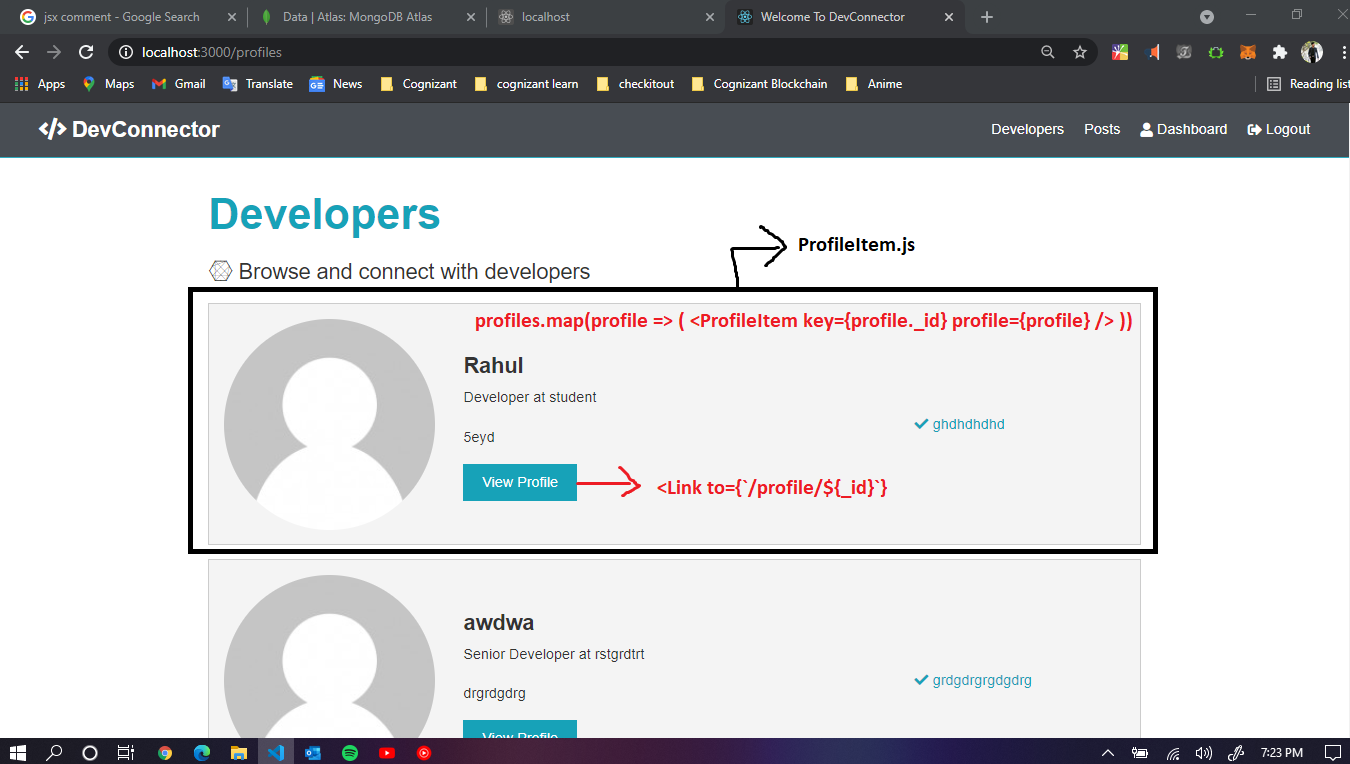 jsx comment - Google Search
Data | Atlas: MongoDB Atlas
localhost
Welcome To DevConnector
localhost:3000/profiles
Apps Maps Gmail Translate News Cognizant cognizant learn checkitout Cognizant Blockchain Anime Reading list
</> DevConnector
Developers Posts Dashboard Logout
Developers
ProfileItem.js
Browse and connect with developers
profiles.map(profile => ( <ProfileItem key={profile._id} profile={profile} /> ))
Rahul
Developer at student
ghdhdhdhd
5eyd
View Profile
<Link to={`/profile/${_id}`}
awdwa
Senior Developer at rstgrdtrt
grdgdrgrgdgdrg
drgrdgdrg
View Profile
7:23 PM